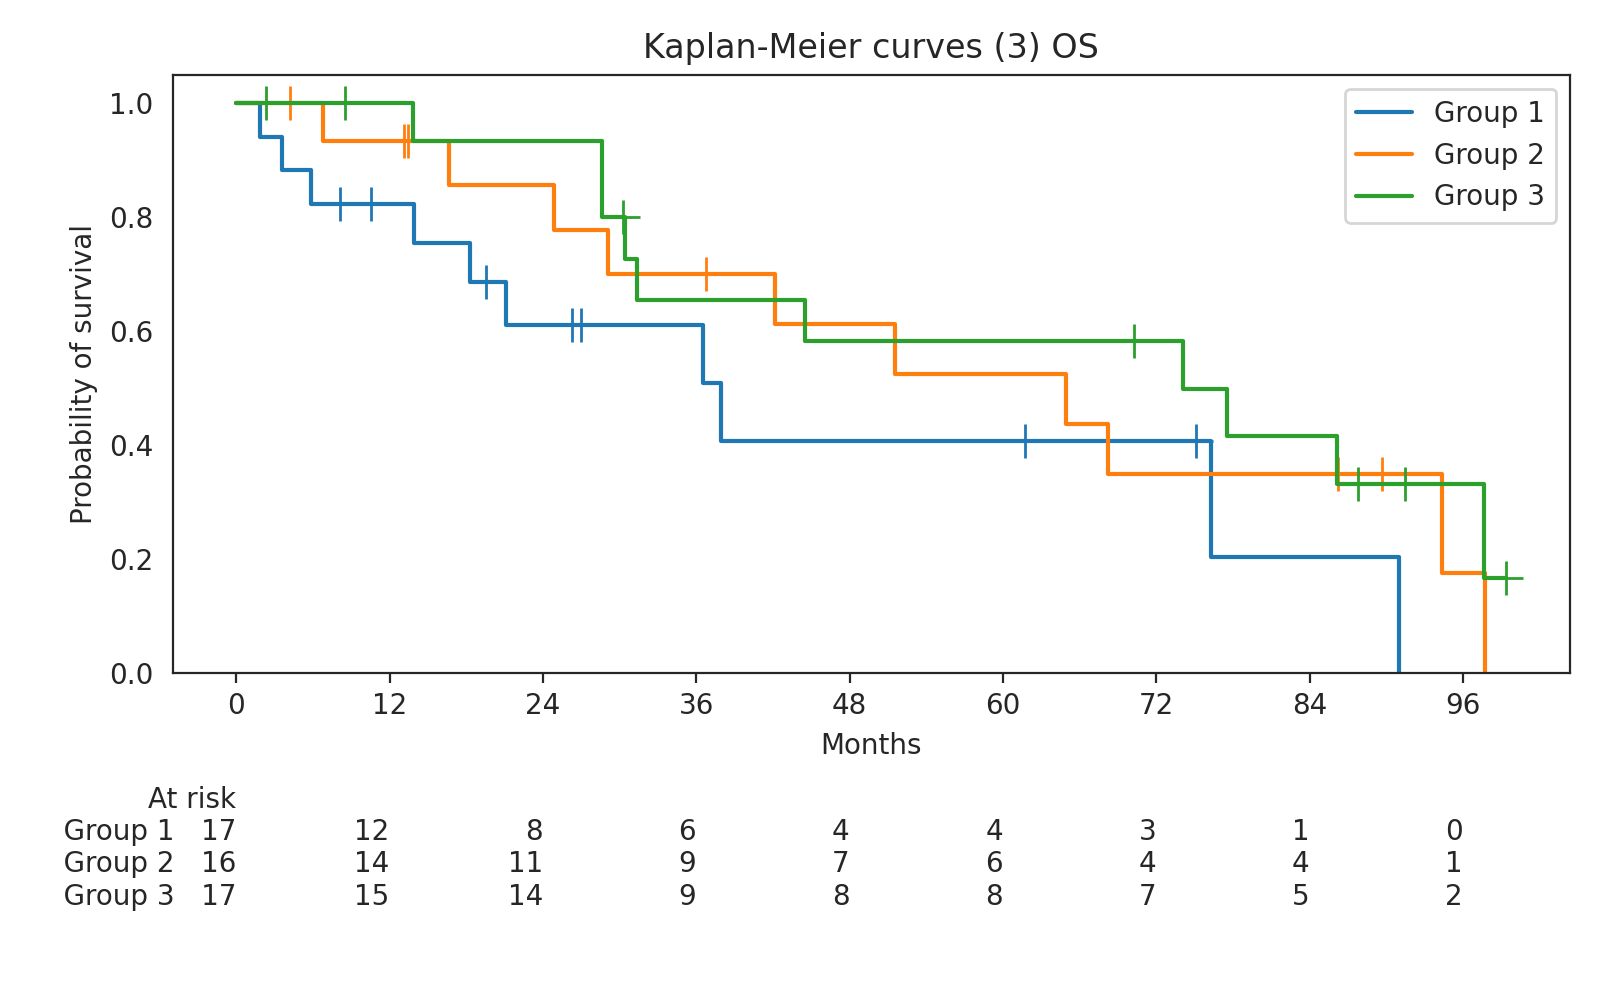 Kaplan-Meier curves (3) OS
1.0
0.8
0.6
0.4
0.2
0.0
Probability of survival
Group 1
Group 2
Group 3
0 12 24 36 48 60 72 84 96
Months
At risk
Group 1 17 12 8 6 4 4 3 1 0
Group 2 16 14 11 9 7 6 4 4 1
Group 3 17 15 14 9 8 8 7 5 2